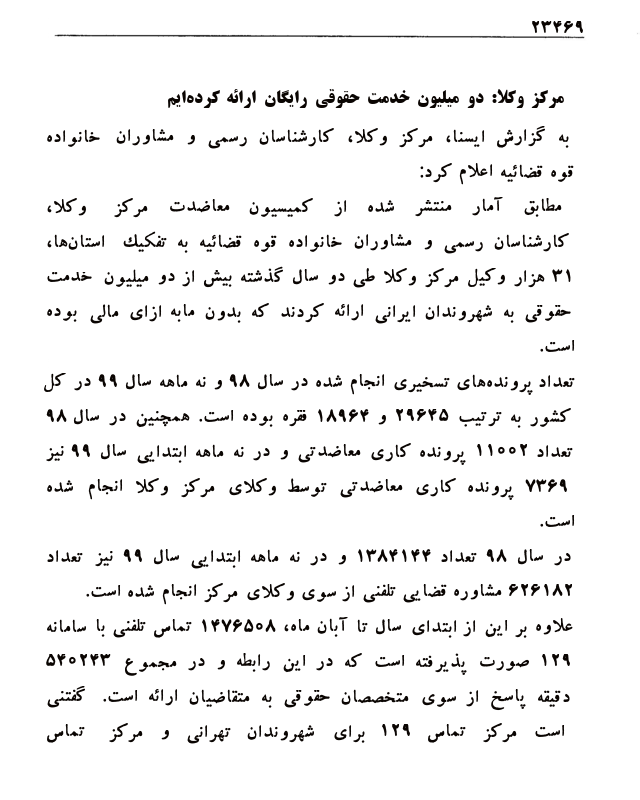 ۲۳۴۶۹
مرکز وکلا: دو میلیون خدمت حقوقی رایگان ارائه کرده‌ایم
به گزارش ایسنا، مرکز وکلا، کارشناسان رسمی و مشاوران خانواده
قوه قضائیه اعلام کرد:
مطابق آمار منتشر شده از کمیسیون معاضدت مرکز وکلا،
کارشناسان رسمی و مشاوران خانواده قوه قضائیه به تفکیک استان‌ها،
۳۱ هزار وکیل مرکز وکلا طی دو سال گذشته بیش از دو میلیون خدمت
حقوقی به شهروندان ایرانی ارائه کردند که بدون مابه ازای مالی بوده
است.
تعداد پرونده‌های تسخیری انجام شده در سال ۹۸ و نه ماهه سال ۹۹ در کل
کشور به ترتیب ۲۹۶۴۵ و ۱۸۹۶۴ فقره بوده است. همچنین در سال ۹۸
تعداد ۱۱۰۰۲ پرونده کاری معاضدتی و در نه ماهه ابتدایی سال ۹۹ نیز
۷۳۶۹ پرونده کاری معاضدتی توسط وکلای مرکز وکلا انجام شده
است.
در سال ۹۸ تعداد ۱۳۸۴۱۴۴ و در نه ماهه ابتدایی سال ۹۹ نیز تعداد
۶۲۶۱۸۲ مشاوره قضایی تلفنی از سوی وکلای مرکز انجام شده است.
علاوه بر این از ابتدای سال تا آبان ماه، ۱۴۷۶۵۰۸ تماس تلفنی با سامانه
۱۲۹ صورت پذیرفته است که در این رابطه و در مجموع ۵۴۰۲۴۳
دقیقه پاسخ از سوی متخصصان حقوقی به متقاضیان ارائه است. گفتنی
است مرکز تماس ۱۲۹ برای شهروندان تهرانی و مرکز تماس